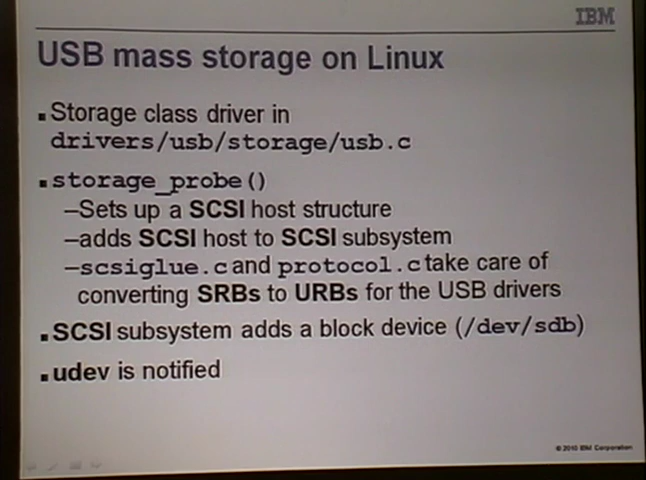 IBM
USB mass storage on Linux
▪Storage class driver in
drivers/usb/storage/usb.c
▪storage_probe()
–Sets up a SCSI host structure
–adds SCSI host to SCSI subsystem
–scsiglue.c and protocol.c take care of
converting SRBs to URBs for the USB drivers
▪SCSI subsystem adds a block device (/dev/sdb)
▪udev is notified
© 2010 IBM Corporation